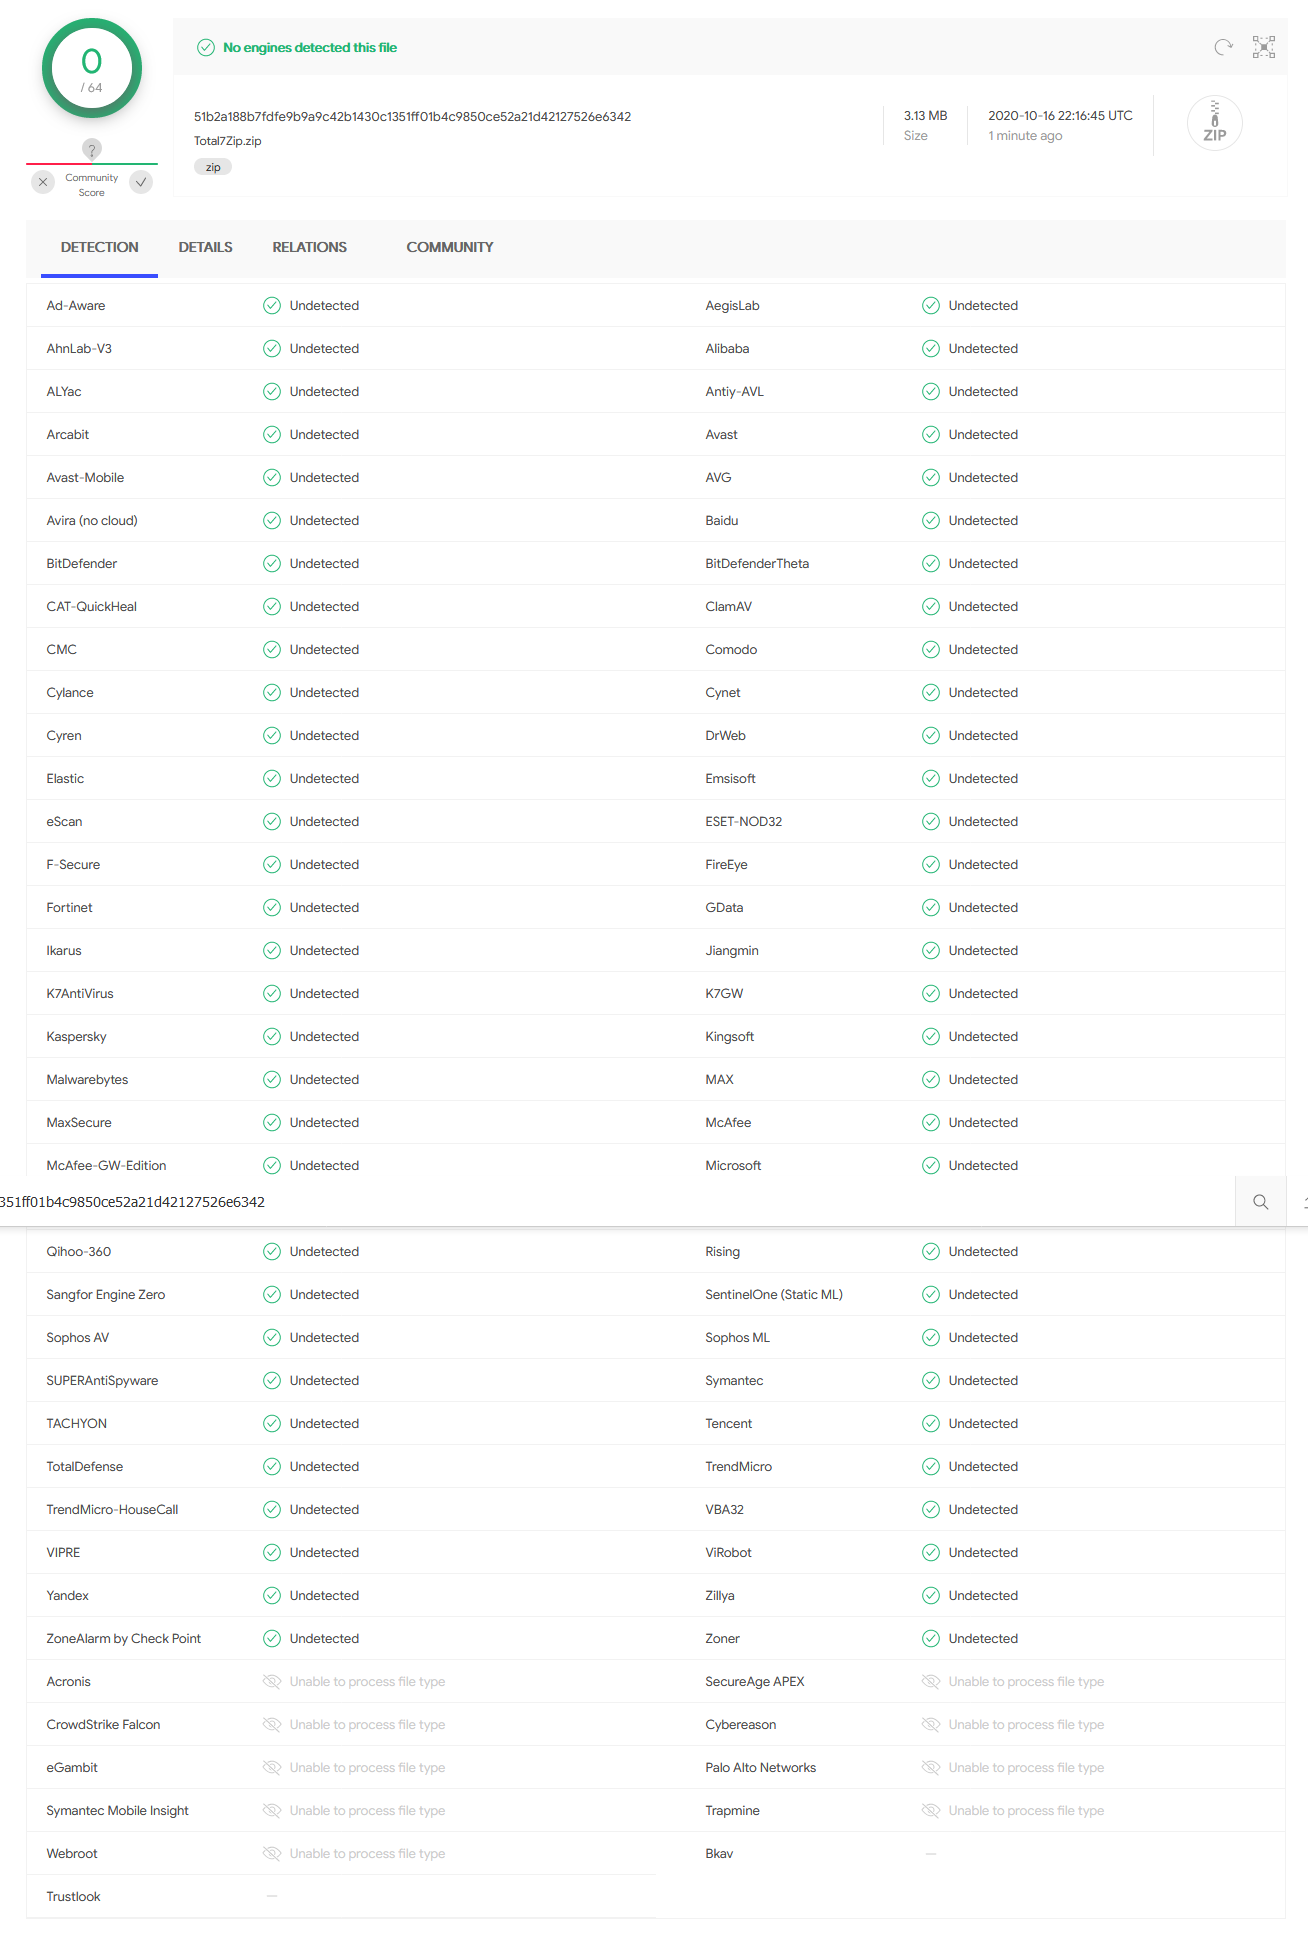 0
/ 64
?
Community
Score
No engines detected this file
51b2a188b7fdfe9b9a9c42b1430c1351ff01b4c9850ce52a21d42127526e6342
Total7Zip.zip
zip
3.13 MB
Size
2020-10-16 22:16:45 UTC
1 minute ago
ZIP
DETECTION DETAILS RELATIONS COMMUNITY
Ad-Aware Undetected AegisLab Undetected
AhnLab-V3 Undetected Alibaba Undetected
ALYac Undetected Antiy-AVL Undetected
Arcabit Undetected Avast Undetected
Avast-Mobile Undetected AVG Undetected
Avira (no cloud) Undetected Baidu Undetected
BitDefender Undetected BitDefenderTheta Undetected
CAT-QuickHeal Undetected ClamAV Undetected
CMC Undetected Comodo Undetected
Cylance Undetected Cynet Undetected
Cyren Undetected DrWeb Undetected
Elastic Undetected Emsisoft Undetected
eScan Undetected ESET-NOD32 Undetected
F-Secure Undetected FireEye Undetected
Fortinet Undetected GData Undetected
Ikarus Undetected Jiangmin Undetected
K7AntiVirus Undetected K7GW Undetected
Kaspersky Undetected Kingsoft Undetected
Malwarebytes Undetected MAX Undetected
MaxSecure Undetected McAfee Undetected
McAfee-GW-Edition Undetected Microsoft Undetected
351ff01b4c9850ce52a21d42127526e6342
Qihoo-360 Undetected Rising Undetected
Sangfor Engine Zero Undetected SentinelOne (Static ML) Undetected
Sophos AV Undetected Sophos ML Undetected
SUPERAntiSpyware Undetected Symantec Undetected
TACHYON Undetected Tencent Undetected
TotalDefense Undetected TrendMicro Undetected
TrendMicro-HouseCall Undetected VBA32 Undetected
VIPRE Undetected ViRobot Undetected
Yandex Undetected Zillya Undetected
ZoneAlarm by Check Point Undetected Zoner Undetected
Acronis Unable to process file type SecureAge APEX Unable to process file type
CrowdStrike Falcon Unable to process file type Cybereason Unable to process file type
eGambit Unable to process file type Palo Alto Networks Unable to process file type
Symantec Mobile Insight Unable to process file type Trapmine Unable to process file type
Webroot Unable to process file type Bkav —
Trustlook —